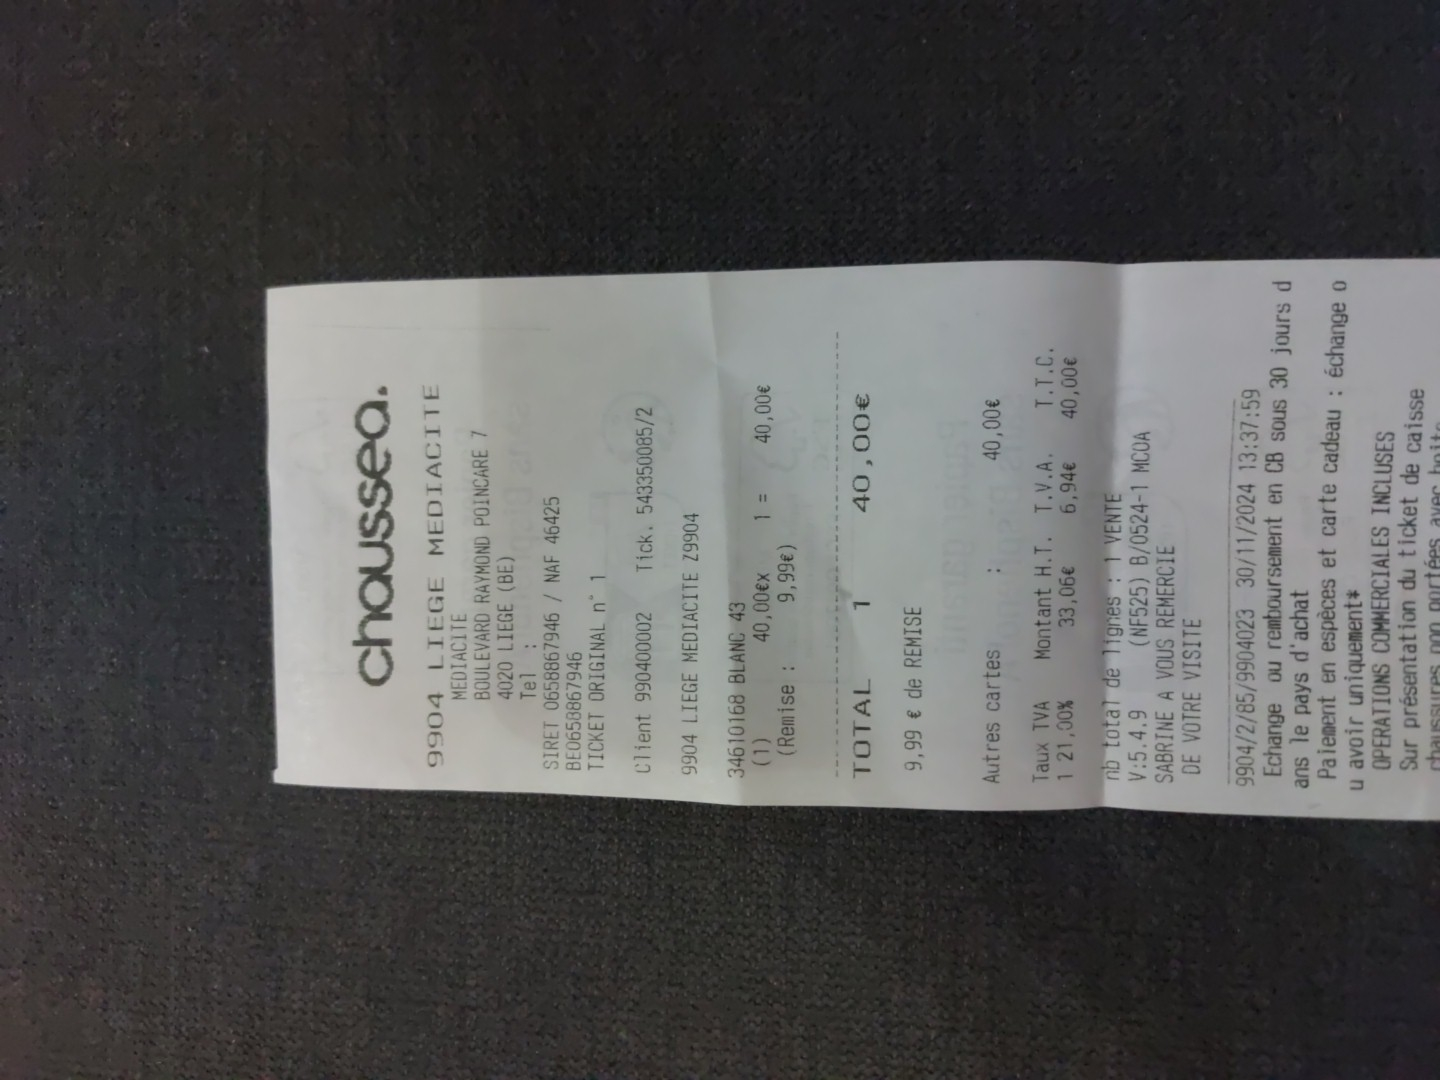 chaussea.
9904 LIEGE MEDIACITE
MEDIACITE
BOULEVARD RAYMOND POINCARE 7
4020 LIEGE (BE)
Tel :
SIRET 0658867946 / NAF 46425
BE0658867946
TICKET ORIGINAL n° 1
Client 990400002 Tick. 543350085/2
9904 LIEGE MEDIACITE Z9904
34610168 BLANC 43
(1) 40,00€x 1 = 40,00€
(Remise : 9,99€)
TOTAL 1 40,00€
9,99 € de REMISE
Autres cartes : 40,00€
Taux TVA Montant H.T. T.V.A. T.T.C.
1 21,00% 33,06€ 6,94€ 40,00€
nb total de lignes : 1 VENTE
V:5.4.9 (NF525) B/0524-1 MCOA
SABRINE A VOUS REMERCIE
DE VOTRE VISITE
9904/2/85/9904023 30/11/2024 13:37:59
Echange ou remboursement en CB sous 30 jours d
ans le pays d'achat
Paiement en espèces et carte cadeau : échange o
u avoir uniquement*
OPERATIONS COMMERCIALES INCLUSES
Sur présentation du ticket de caisse
chaussures non portées avec boite